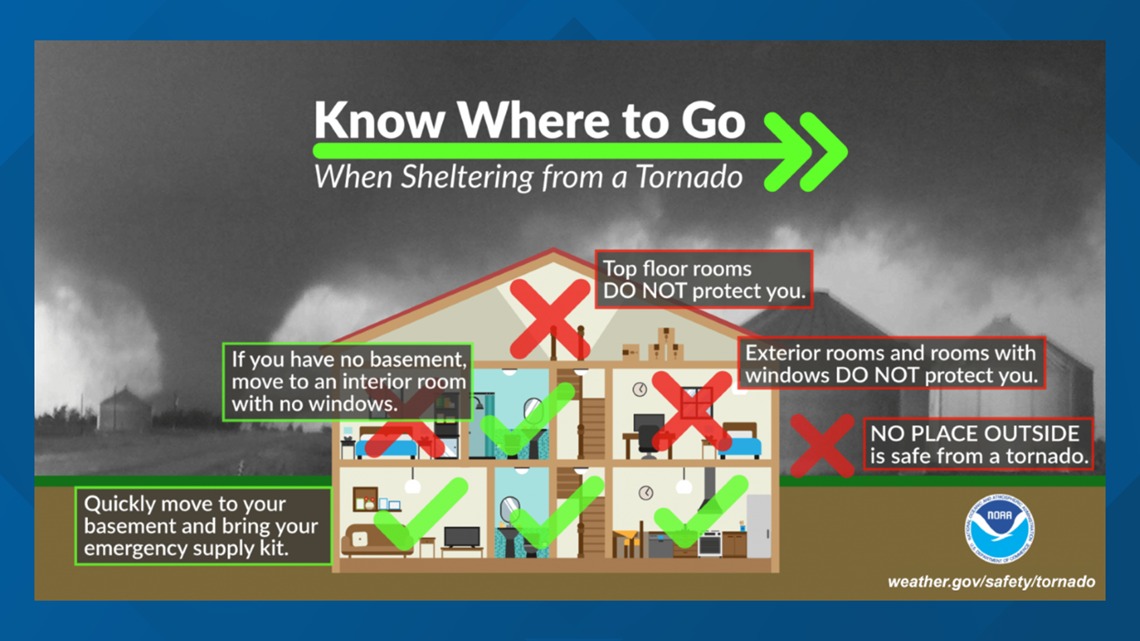 Know Where to Go
When Sheltering from a Tornado
Top floor rooms
DO NOT protect you.
If you have no basement,
move to an interior room
with no windows.
Exterior rooms and rooms with
windows DO NOT protect you.
NO PLACE OUTSIDE
is safe from a tornado.
Quickly move to your
basement and bring your
emergency supply kit.
NOAA
weather.gov/safety/tornado